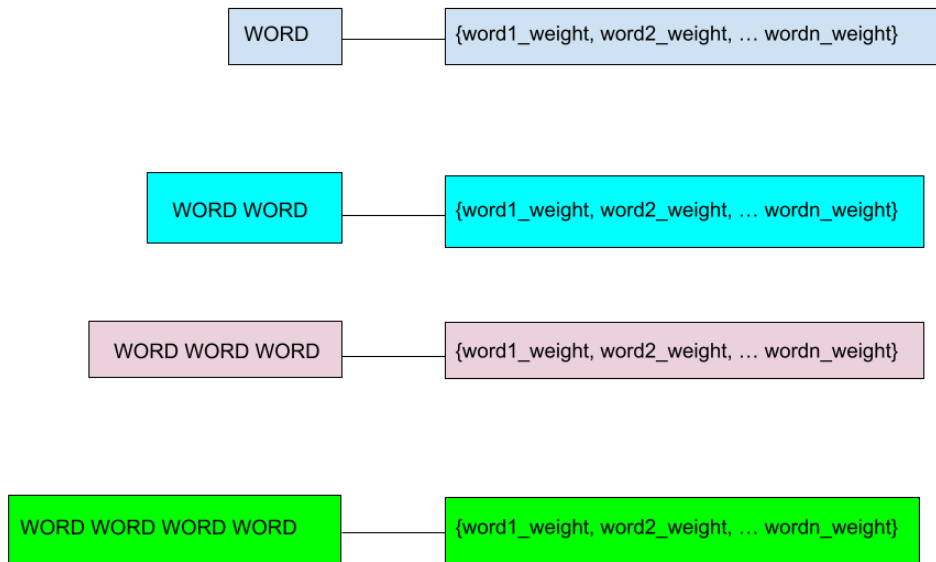 WORD {word1_weight, word2_weight, … wordn_weight}
WORD WORD {word1_weight, word2_weight, … wordn_weight}
WORD WORD WORD {word1_weight, word2_weight, … wordn_weight}
WORD WORD WORD WORD {word1_weight, word2_weight, … wordn_weight}